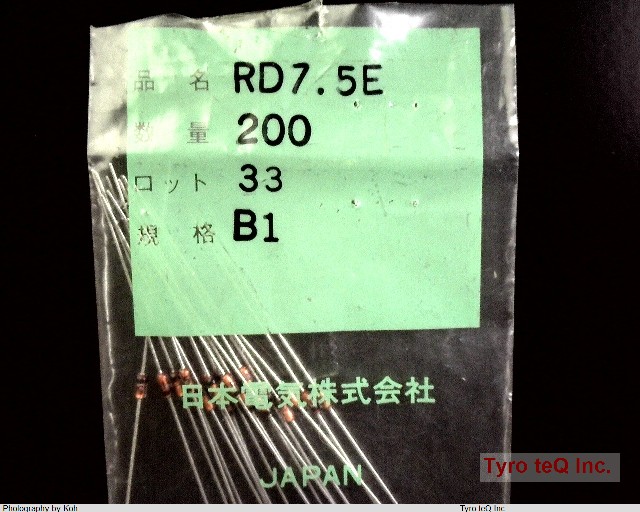 品 名 RD7.5E
数 量 200
ロット 33
規 格 B1
日本電気株式会社
JAPAN
Tyro teQ Inc.
Photography by Koh Tyro teQ Inc